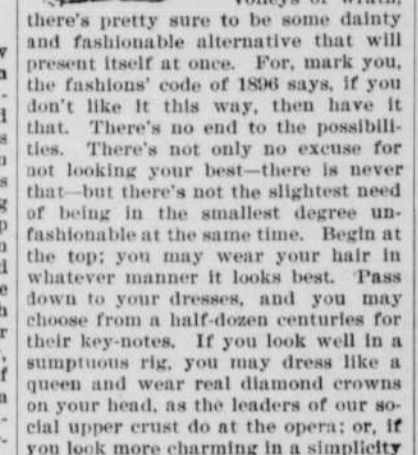 volleys of wrath,
there's pretty sure to be some dainty
and fashionable alternative that will
present itself at once. For, mark you,
the fashions' code of 1896 says, if you
don't like it this way, then have it
that. There's no end to the possibili-
ties. There's not only no excuse for
not looking your best—there is never
that—but there's not the slightest need
of being in the smallest degree un-
fashionable at the same time. Begin at
the top; you may wear your hair in
whatever manner it looks best. Pass
down to your dresses, and you may
choose from a half-dozen centuries for
their key-notes. If you look well in a
sumptuous rig, you may dress like a
queen and wear real diamond crowns
on your head, as the leaders of our so-
cial upper crust do at the opera; or, if
you look more charming in a simplicity